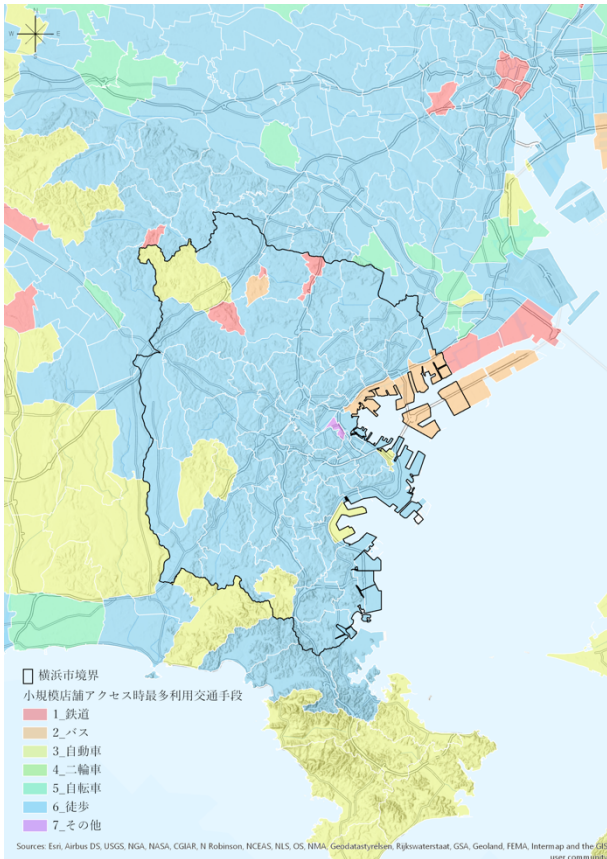 N
W
E
S
横浜市境界
小規模店舗アクセス時最多利用交通手段
1_鉄道
2_バス
3_自動車
4_二輪車
5_自転車
6_徒歩
7_その他
Sources: Esri, Airbus DS, USGS, NGA, NASA, CGIAR, N Robinson, NCEAS, NLS, OS, NMA, Geodatastyrelsen, Rijkswaterstaat, GSA, Geoland, FEMA, Intermap and the GIS
user communit